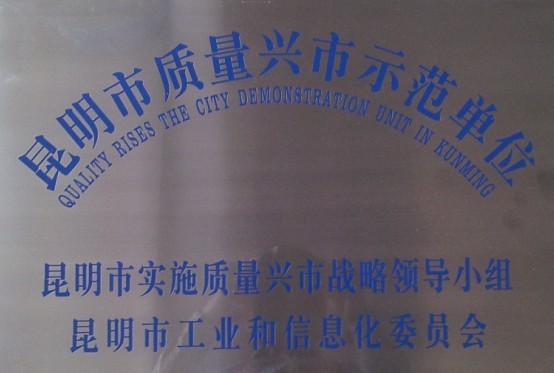 昆明市质量兴市示范单位
QUALITY RISES THE CITY DEMONSTRATION UNIT IN KUNMING
昆明市实施质量兴市战略领导小组
昆明市工业和信息化委员会